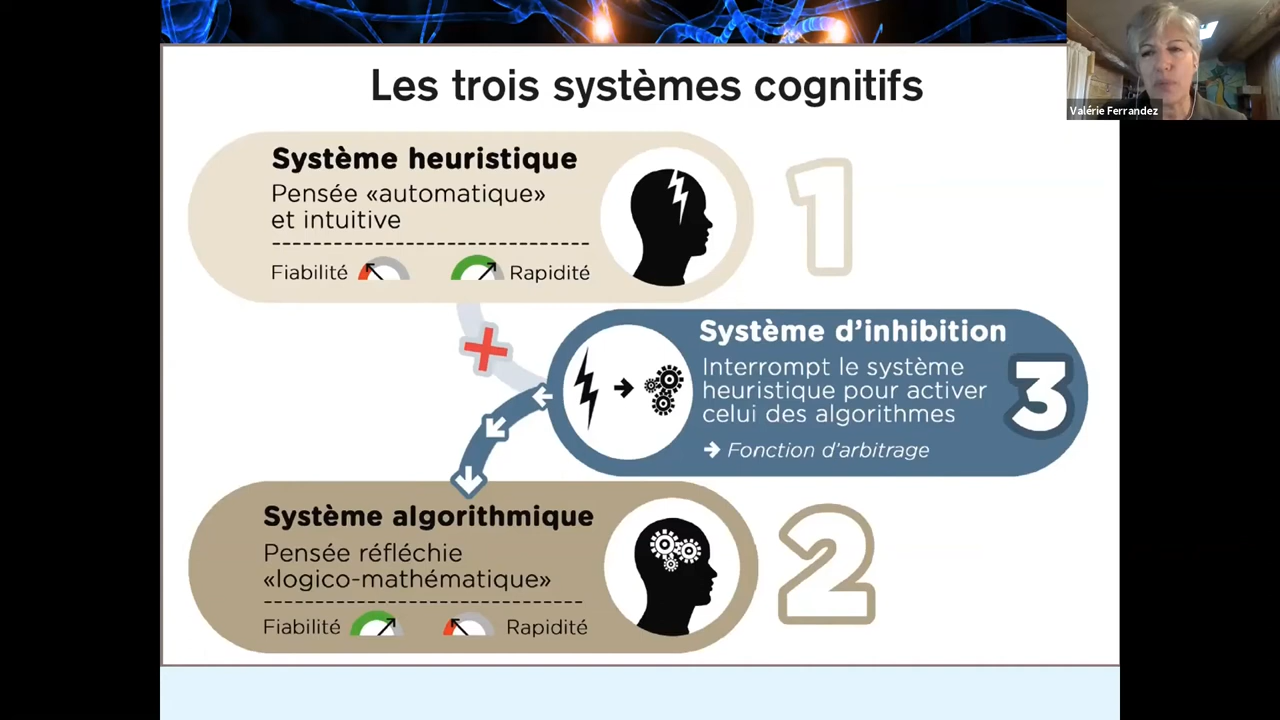 Les trois systèmes cognitifs
Valérie Ferrandez
Système heuristique
Pensée «automatique»
et intuitive
Fiabilité Rapidité
1
Système d'inhibition
Interrompt le système
heuristique pour activer
celui des algorithmes
➔ Fonction d'arbitrage
3
Système algorithmique
Pensée réfléchie
«logico-mathématique»
Fiabilité Rapidité
2